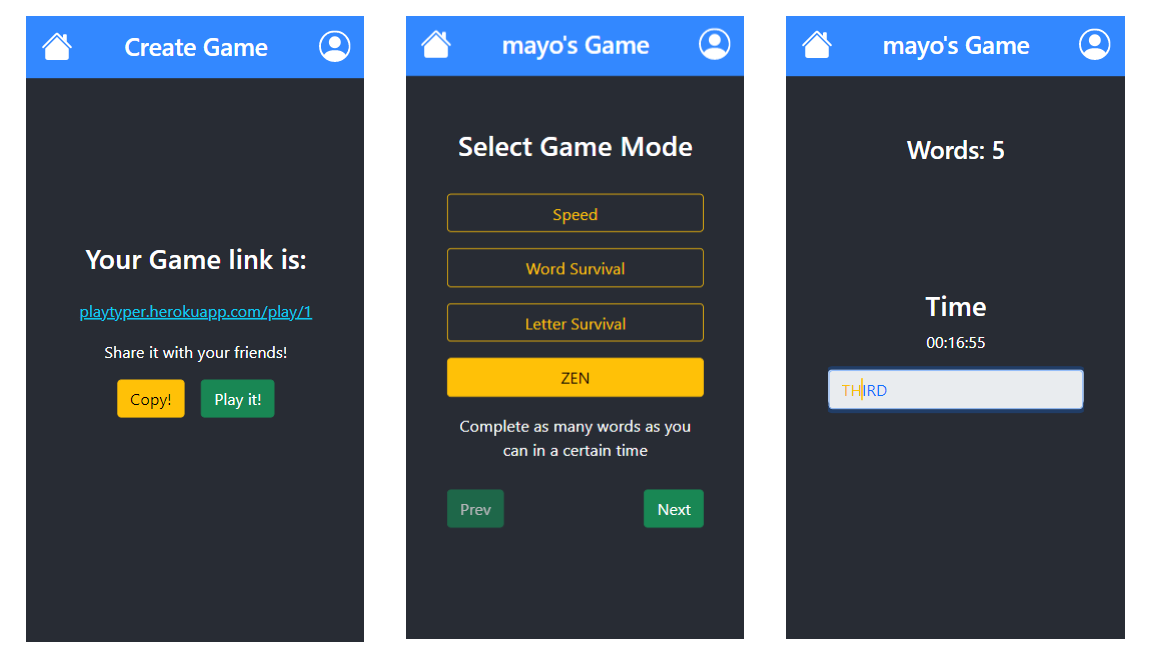 Create Game
Your Game link is:
playtyper.herokuapp.com/play/1
Share it with your friends!
Copy!
Play it!
mayo's Game
Select Game Mode
Speed
Word Survival
Letter Survival
ZEN
Complete as many words as you
can in a certain time
Prev
Next
mayo's Game
Words: 5
Time
00:16:55
THIRD